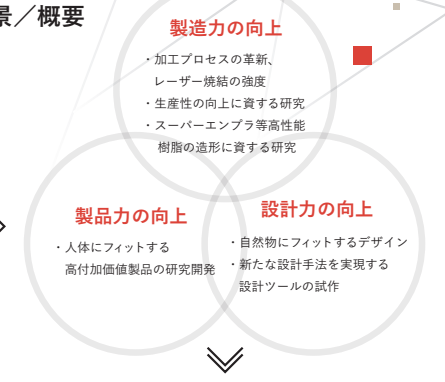 景／概要
製造力の向上
・加工プロセスの革新、
レーザー焼結の強度
・生産性の向上に資する研究
・スーパーエンプラ等高性能
樹脂の造形に資する研究
製品力の向上
・人体にフィットする
高付加価値製品の研究開発
設計力の向上
・自然物にフィットするデザイン
・新たな設計手法を実現する
設計ツールの試作